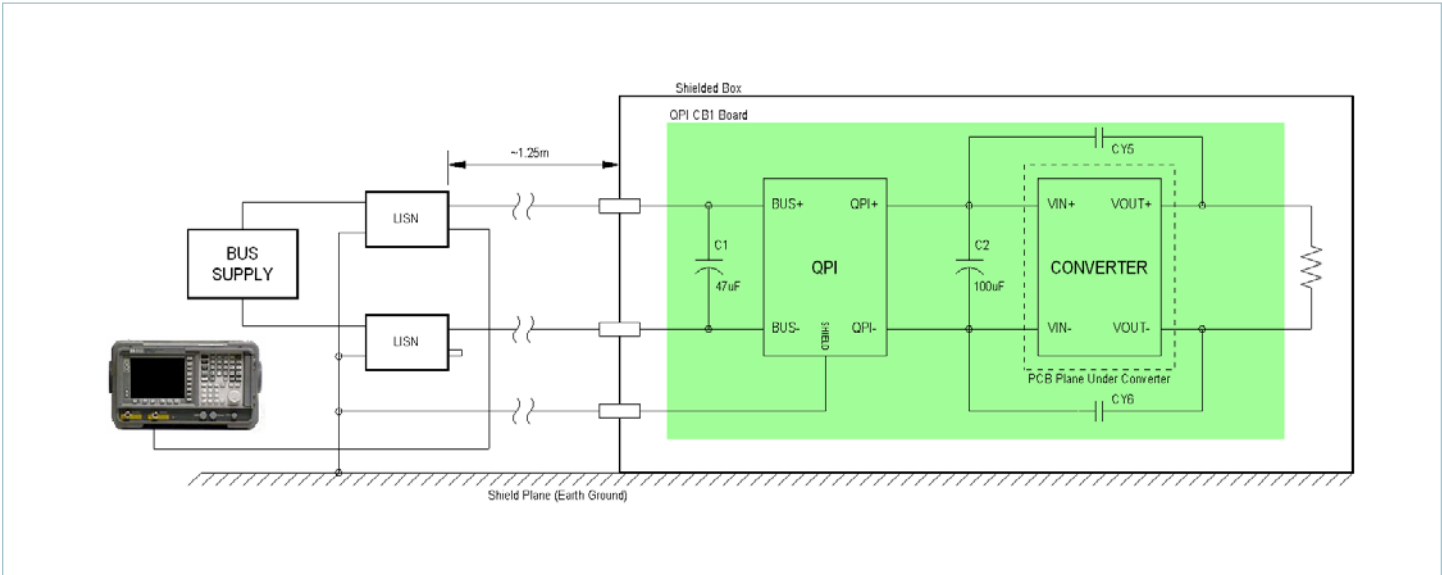 Shielded Box
QPI CB1 Board
~1.25m
CY5
LISN
BUS+
QPI+
VIN+
VOUT+
C1
C2
BUS
SUPPLY
QPI
CONVERTER
47uF
100uF
LISN
BUS-
SHIELD
QPI-
VIN-
VOUT-
PCB Plane Under Converter
CY6
Shield Plane (Earth Ground)